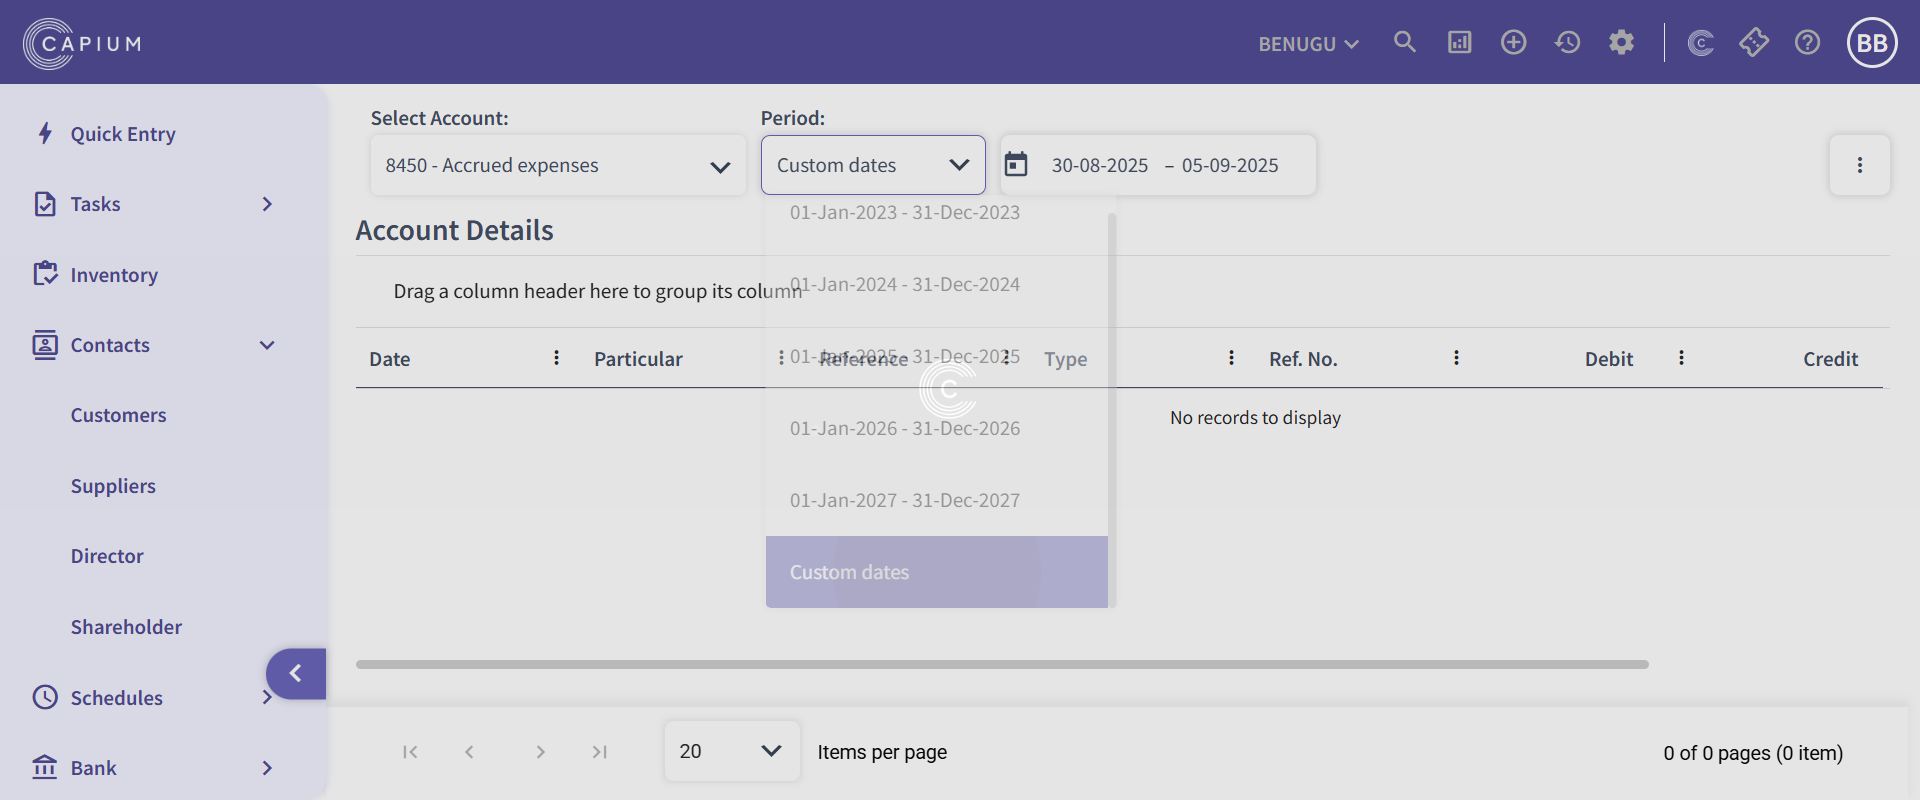 CAPIUM
BENUGU
C
BB
Quick Entry
Tasks
Inventory
Contacts
Customers
Suppliers
Director
Shareholder
Schedules
Bank
Select Account:
8450 - Accrued expenses
Period:
Custom dates
30-08-2025 – 05-09-2025
Account Details
Drag a column header here to group its column
Date Particular Reference Type Ref. No. Debit Credit
No records to display
01-Jan-2023 - 31-Dec-2023
01-Jan-2024 - 31-Dec-2024
01-Jan-2025 - 31-Dec-2025
C
01-Jan-2026 - 31-Dec-2026
01-Jan-2027 - 31-Dec-2027
Custom dates
20 Items per page
0 of 0 pages (0 item)